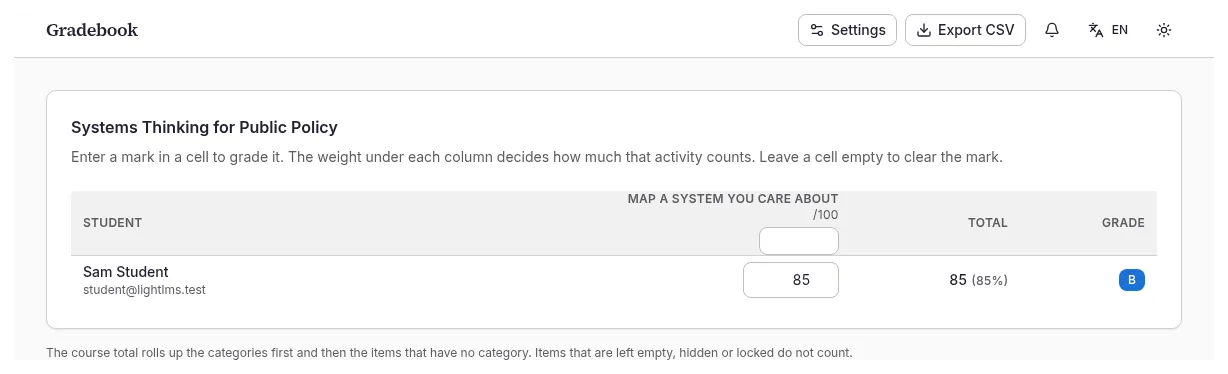 Gradebook
Settings
Export CSV
EN
Systems Thinking for Public Policy
Enter a mark in a cell to grade it. The weight under each column decides how much that activity counts. Leave a cell empty to clear the mark.
STUDENT
MAP A SYSTEM YOU CARE ABOUT
/100
TOTAL
GRADE
Sam Student
student@lightlms.test
85
85 (85%)
B
The course total rolls up the categories first and then the items that have no category. Items that are left empty, hidden or locked do not count.